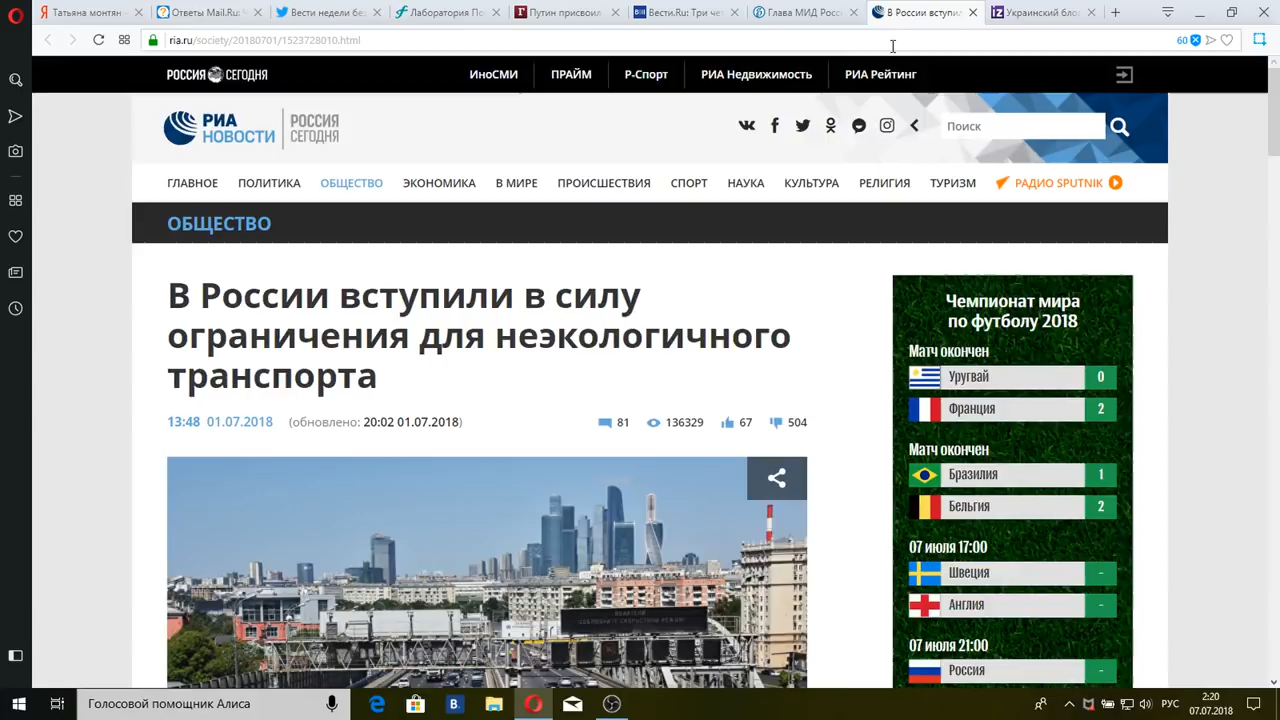 Татьяна монтян
Ответы Mail.Ru:
Вести недели без
Лаборатория Ге
Путин присвоил
Вести.Ru: Три че
Глава МИД Росс
В России вступил
Украинский бло
ria.ru/society/20180701/1523728010.html
60
РОССИЯ СЕГОДНЯ
ИноСМИ
ПРАЙМ
Р-Спорт
РИА Недвижимость
РИА Рейтинг
РИА НОВОСТИ
РОССИЯ СЕГОДНЯ
Поиск
ГЛАВНОЕ ПОЛИТИКА ОБЩЕСТВО ЭКОНОМИКА В МИРЕ ПРОИСШЕСТВИЯ СПОРТ НАУКА КУЛЬТУРА РЕЛИГИЯ ТУРИЗМ РАДИО SPUTNIK
ОБЩЕСТВО
В России вступили в силу
ограничения для неэкологичного
транспорта
13:48 01.07.2018 (обновлено: 20:02 01.07.2018)
81 136329 67 504
Чемпионат мира
по футболу 2018
Матч окончен
Уругвай 0
Франция 2
Матч окончен
Бразилия 1
Бельгия 2
07 июля 17:00
Швеция -
Англия -
07 июля 21:00
Россия -
Голосовой помощник Алиса
РУС
2:20
07.07.2018